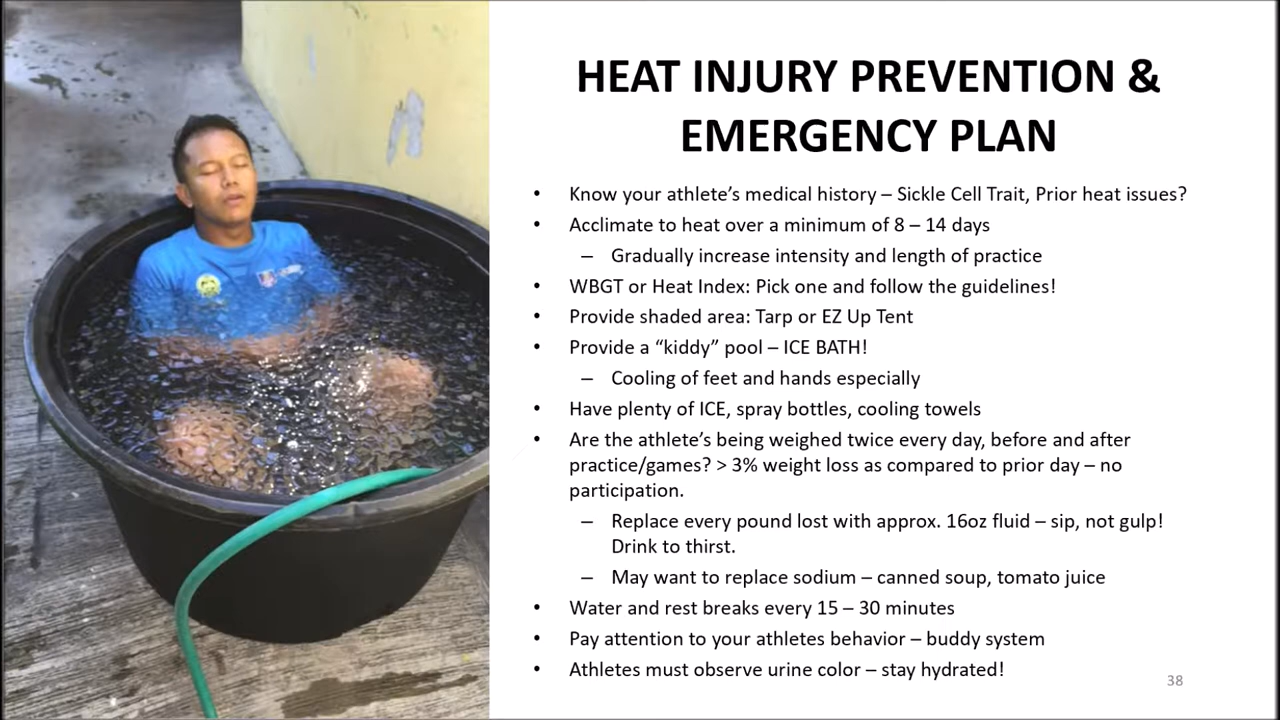 HEAT INJURY PREVENTION &
EMERGENCY PLAN
• Know your athlete's medical history – Sickle Cell Trait, Prior heat issues?
• Acclimate to heat over a minimum of 8 – 14 days
– Gradually increase intensity and length of practice
• WBGT or Heat Index: Pick one and follow the guidelines!
• Provide shaded area: Tarp or EZ Up Tent
• Provide a “kiddy” pool – ICE BATH!
– Cooling of feet and hands especially
• Have plenty of ICE, spray bottles, cooling towels
• Are the athlete's being weighed twice every day, before and after
practice/games? > 3% weight loss as compared to prior day – no
participation.
– Replace every pound lost with approx. 16oz fluid – sip, not gulp!
Drink to thirst.
– May want to replace sodium – canned soup, tomato juice
• Water and rest breaks every 15 – 30 minutes
• Pay attention to your athletes behavior – buddy system
• Athletes must observe urine color – stay hydrated!
38